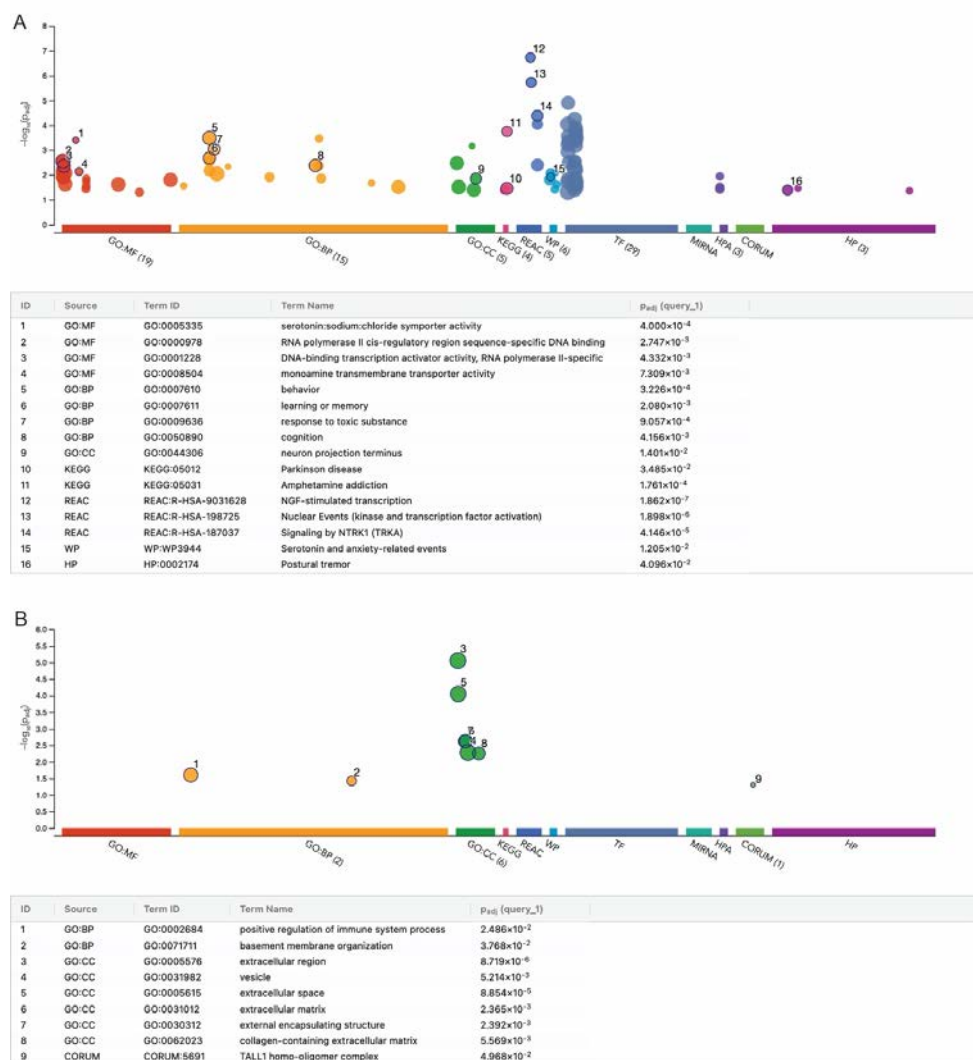 A
8
7
6
5
4
3
2
1
0
-log10(padj)
1
2
3
4
5
6
7
8
9
10
11
12
13
14
15
16
GO:MF (19)
GO:BP (15)
GO:CC (5)
KEGG (4)
REAC (5)
WP (6)
TF (29)
MIRNA
HPA (3)
CORUM
HP (3)
ID Source Term ID Term Name padj (query_1)
1 GO:MF GO:0005335 serotonin:sodium:chloride symporter activity 4.000×10-4
2 GO:MF GO:0000978 RNA polymerase II cis-regulatory region sequence-specific DNA binding 2.747×10-3
3 GO:MF GO:0001228 DNA-binding transcription activator activity, RNA polymerase II-specific 4.332×10-3
4 GO:MF GO:0008504 monoamine transmembrane transporter activity 7.309×10-3
5 GO:BP GO:0007610 behavior 3.226×10-4
6 GO:BP GO:0007611 learning or memory 2.080×10-3
7 GO:BP GO:0009636 response to toxic substance 9.057×10-4
8 GO:BP GO:0050890 cognition 4.156×10-3
9 GO:CC GO:0044306 neuron projection terminus 1.401×10-2
10 KEGG KEGG:05012 Parkinson disease 3.485×10-2
11 KEGG KEGG:05031 Amphetamine addiction 1.761×10-4
12 REAC REAC:R-HSA-9031628 NGF-stimulated transcription 1.862×10-7
13 REAC REAC:R-HSA-198725 Nuclear Events (kinase and transcription factor activation) 1.898×10-6
14 REAC REAC:R-HSA-187037 Signaling by NTRK1 (TRKA) 4.146×10-5
15 WP WP:WP3944 Serotonin and anxiety-related events 1.205×10-2
16 HP HP:0002174 Postural tremor 4.096×10-2
B
6.0
5.5
5.0
4.5
4.0
3.5
3.0
2.5
2.0
1.5
1.0
0.5
0.0
-log10(padj)
1
2
3
5
4
8
9
GO:MF
GO:BP (2)
GO:CC (6)
KEGG
REAC
WP
TF
MIRNA
HPA
CORUM (1)
HP
ID Source Term ID Term Name padj (query_1)
1 GO:BP GO:0002684 positive regulation of immune system process 2.486×10-2
2 GO:BP GO:0071711 basement membrane organization 3.768×10-2
3 GO:CC GO:0005576 extracellular region 8.719×10-6
4 GO:CC GO:0031982 vesicle 5.214×10-3
5 GO:CC GO:0005615 extracellular space 8.854×10-5
6 GO:CC GO:0031012 extracellular matrix 2.365×10-3
7 GO:CC GO:0030312 external encapsulating structure 2.392×10-3
8 GO:CC GO:0062023 collagen-containing extracellular matrix 5.569×10-3
9 CORUM CORUM:5691 TALL1 homo-oligomer complex 4.968×10-2